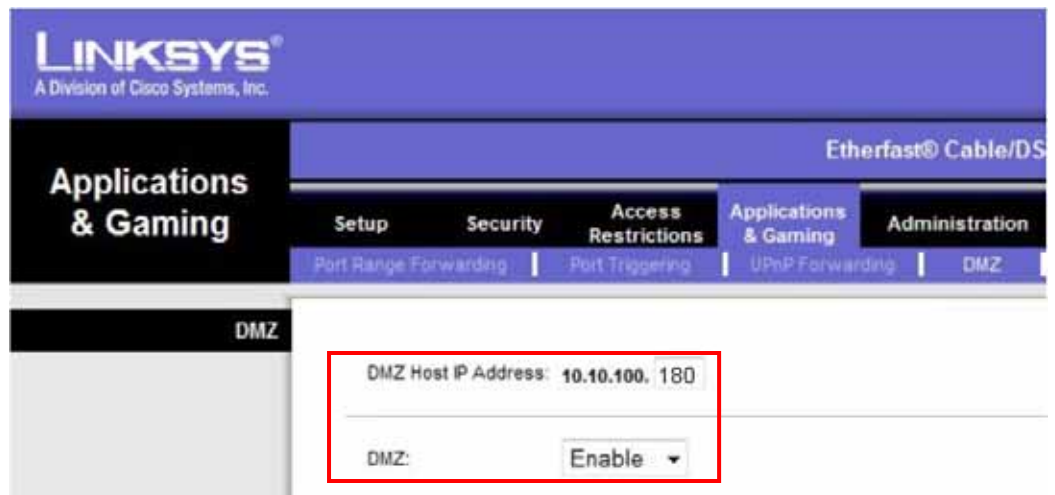 LINKSYS®
A Division of Cisco Systems, Inc.
Etherfast® Cable/DS
Applications
& Gaming
Setup Security Access Restrictions Applications & Gaming Administration
Port Range Forwarding Port Triggering UPnP Forwarding DMZ
DMZ
DMZ Host IP Address: 10.10.100. 180
DMZ: Enable